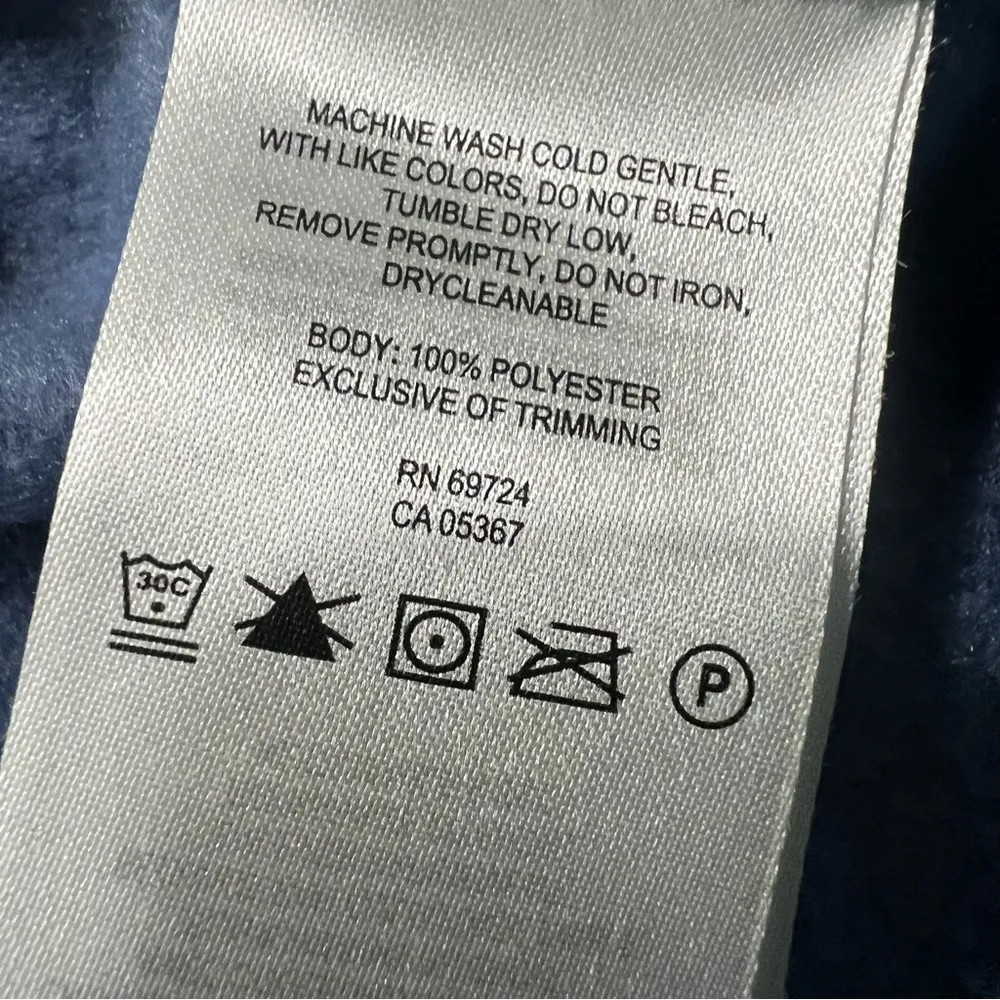 MACHINE WASH COLD GENTLE,
WITH LIKE COLORS, DO NOT BLEACH,
TUMBLE DRY LOW,
REMOVE PROMPTLY, DO NOT IRON,
DRYCLEANABLE
BODY: 100% POLYESTER
EXCLUSIVE OF TRIMMING
RN 69724
CA 05367
30C
P